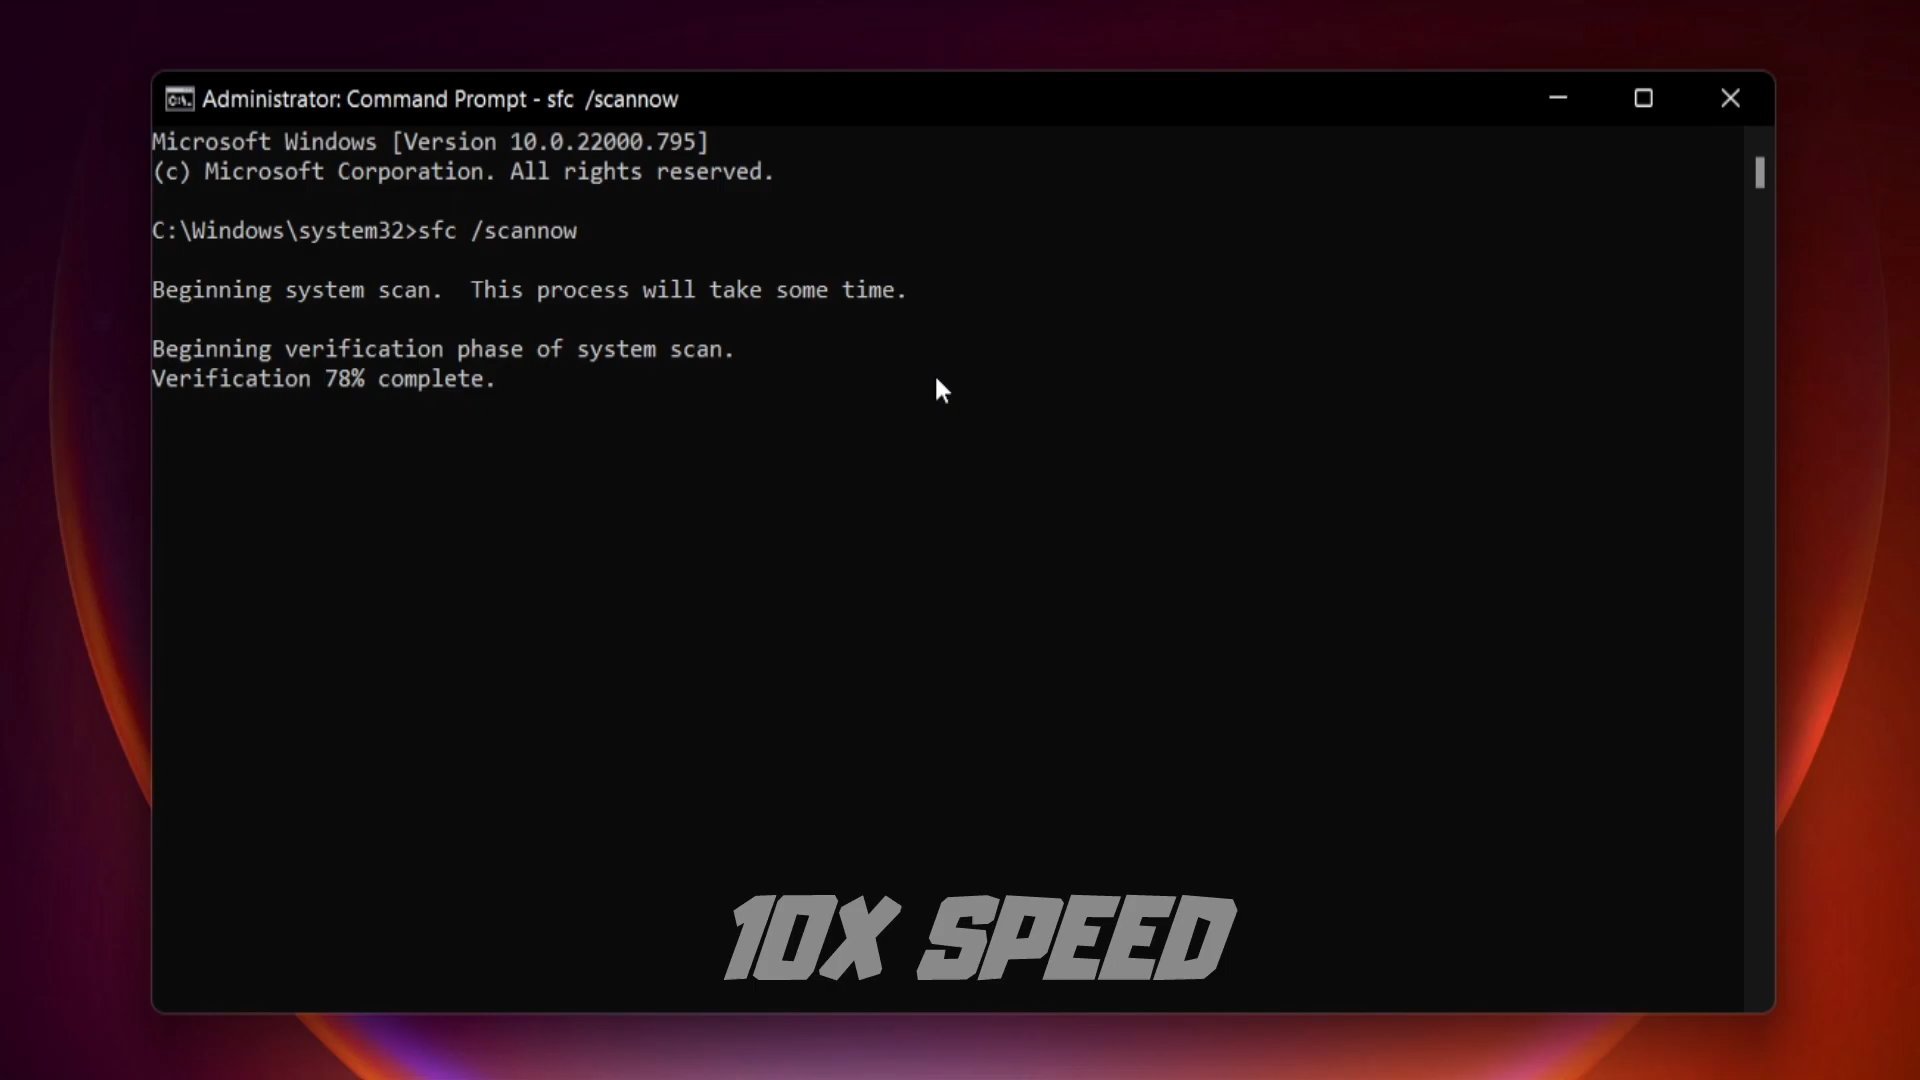 Administrator: Command Prompt - sfc  /scannow
Microsoft Windows [Version 10.0.22000.795]
(c) Microsoft Corporation. All rights reserved.
C:\Windows\system32>sfc /scannow
Beginning system scan.  This process will take some time.
Beginning verification phase of system scan.
Verification 78% complete.
10X SPEED